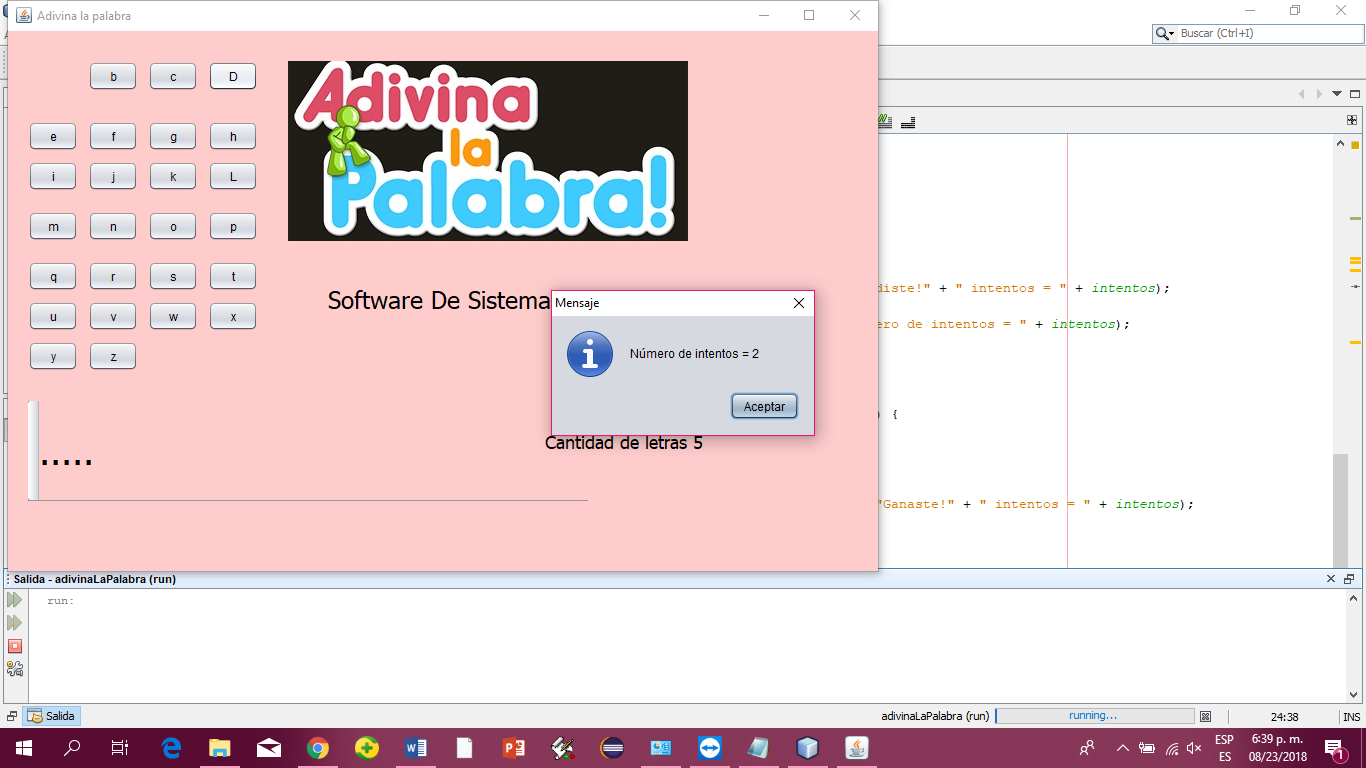 Adivina la palabra
Buscar (Ctrl+I)
b c D
e f g h
i j k L
m n o p
q r s t
u v w x
y z
Adivina
la
Palabra!
Software De Sistema
Mensaje
Número de intentos = 2
Aceptar
Cantidad de letras 5
.....
diste!" + " intentos = " + intentos);
ero de intentos = " + intentos);
) {
"Ganaste!" + " intentos = " + intentos);
Salida - adivinaLaPalabra (run)
run:
Salida
adivinaLaPalabra (run)
running...
24:38
INS
ESP
ES
6:39 p. m.
08/23/2018
1